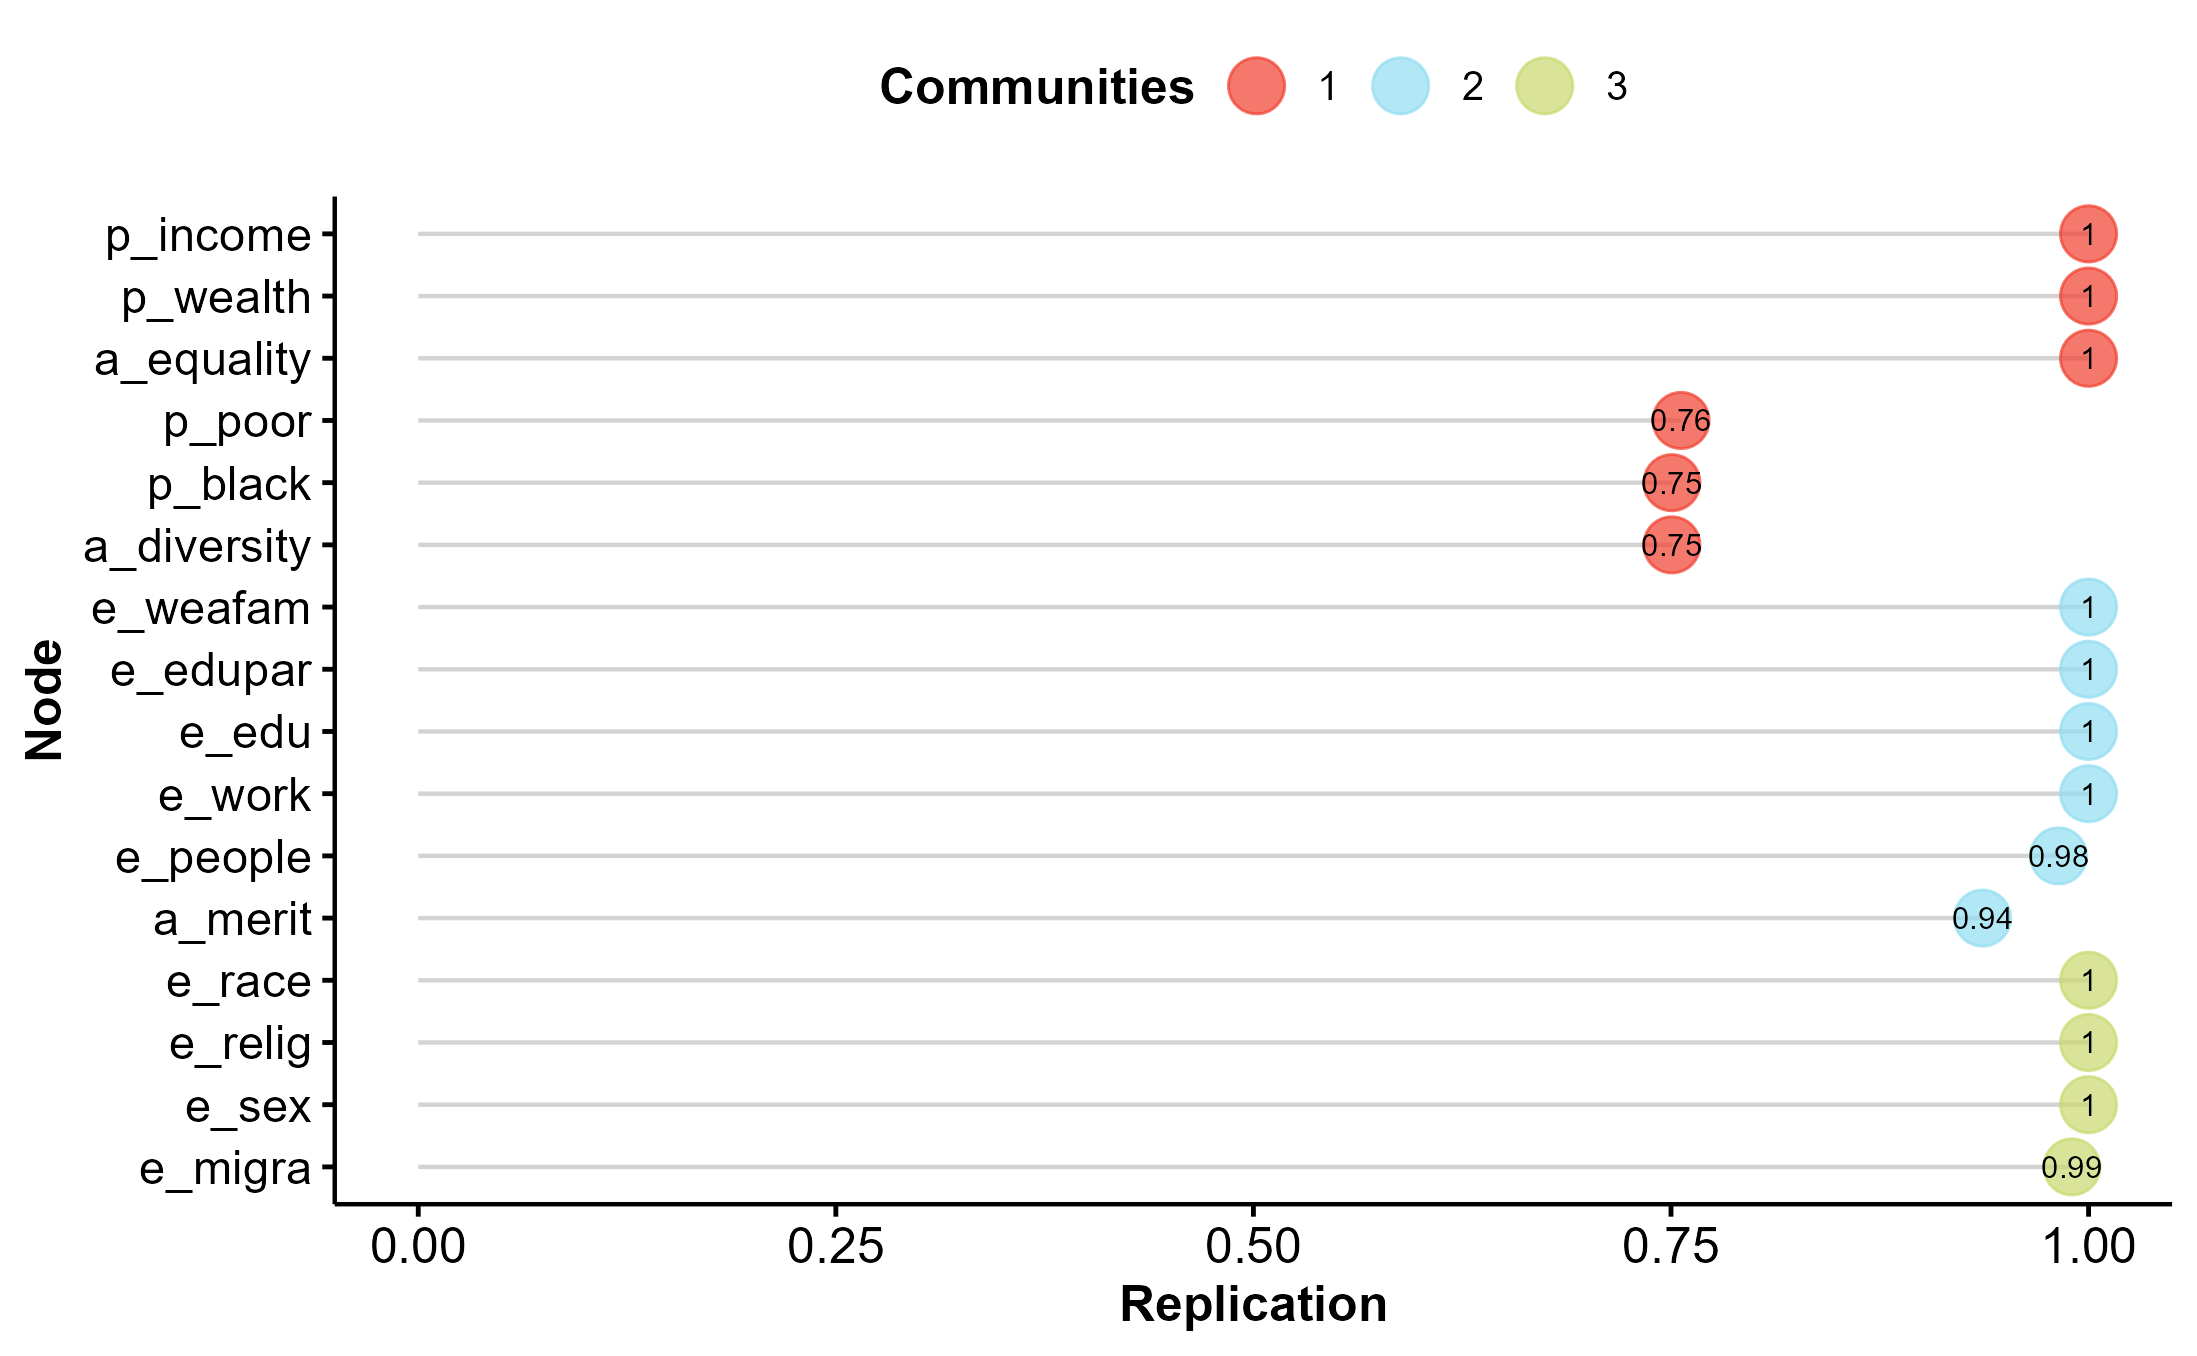 Communities 1 2 3
p_income 1
p_wealth 1
a_equality 1
p_poor 0.76
p_black 0.75
a_diversity 0.75
e_weafam 1
e_edupar 1
e_edu 1
e_work 1
e_people 0.98
a_merit 0.94
e_race 1
e_relig 1
e_sex 1
e_migra 0.99
Node
0.00 0.25 0.50 0.75 1.00
Replication